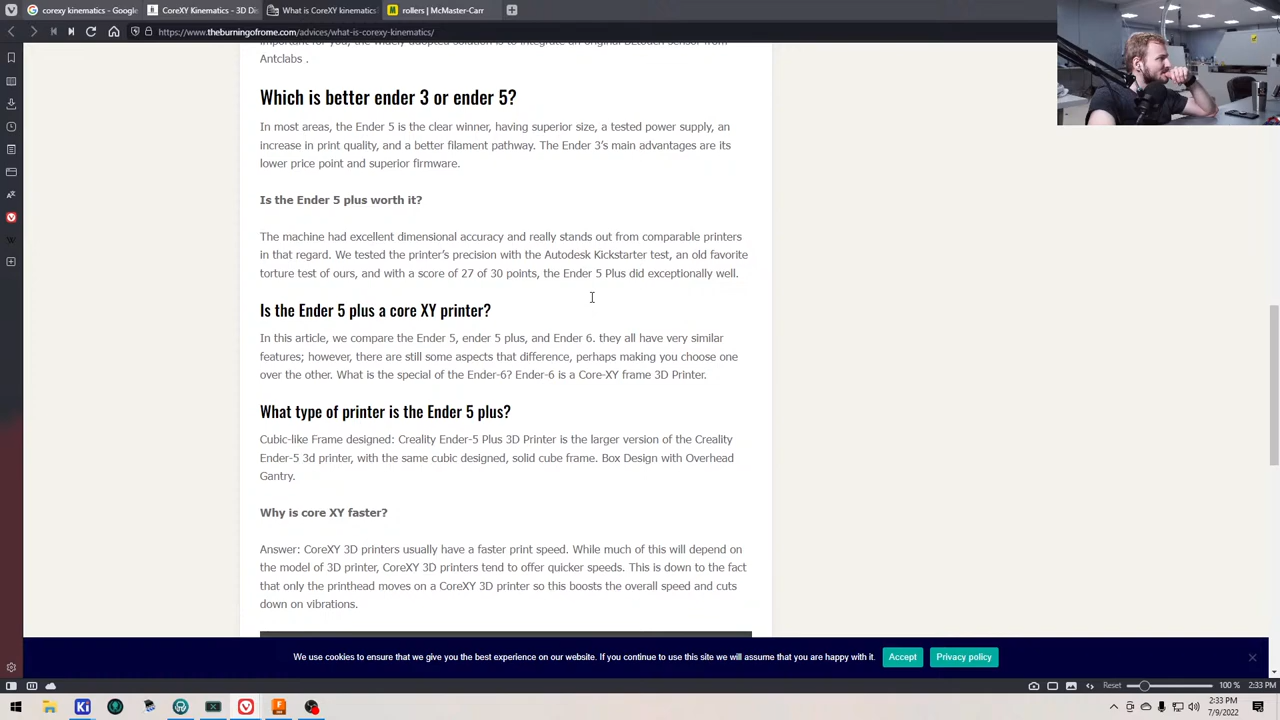 corexy kinematics - Google
CoreXY Kinematics
What is CoreXY kinematics
rollers | McMaster-Carr
https://www.theburningofrome.com/advices/what-is-corexy-kinematics/
Antclabs .
Which is better ender 3 or ender 5?
In most areas, the Ender 5 is the clear winner, having superior size, a tested power supply, an
increase in print quality, and a better filament pathway. The Ender 3's main advantages are its
lower price point and superior firmware.
Is the Ender 5 plus worth it?
The machine had excellent dimensional accuracy and really stands out from comparable printers
in that regard. We tested the printer's precision with the Autodesk Kickstarter test, an old favorite
torture test of ours, and with a score of 27 of 30 points, the Ender 5 Plus did exceptionally well.
Is the Ender 5 plus a core XY printer?
In this article, we compare the Ender 5, ender 5 plus, and Ender 6. they all have very similar
features; however, there are still some aspects that difference, perhaps making you choose one
over the other. What is the special of the Ender-6? Ender-6 is a Core-XY frame 3D Printer.
What type of printer is the Ender 5 plus?
Cubic-like Frame designed: Creality Ender-5 Plus 3D Printer is the larger version of the Creality
Ender-5 3d printer, with the same cubic designed, solid cube frame. Box Design with Overhead
Gantry.
Why is core XY faster?
Answer: CoreXY 3D printers usually have a faster print speed. While much of this will depend on
the model of 3D printer, CoreXY 3D printers tend to offer quicker speeds. This is down to the fact
that only the printhead moves on a CoreXY 3D printer so this boosts the overall speed and cuts
down on vibrations.
We use cookies to ensure that we give you the best experience on our website. If you continue to use this site we will assume that you are happy with it.
Accept
Privacy policy
Reset
100 %
2:33 PM
2:33 PM
7/9/2022